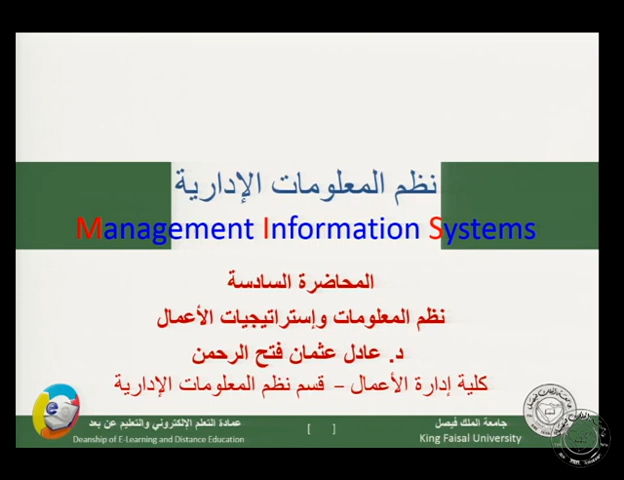 نظم المعلومات الإدارية
Management Information Systems
المحاضرة السادسة
نظم المعلومات وإستراتيجيات الأعمال
د. عادل عثمان فتح الرحمن
كلية إدارة الأعمال – قسم نظم المعلومات الإدارية
عمادة التعلم الإلكتروني والتعليم عن بعد
Deanship of E-Learning and Distance Education
[ ]
جامعة الملك فيصل
King Faisal University